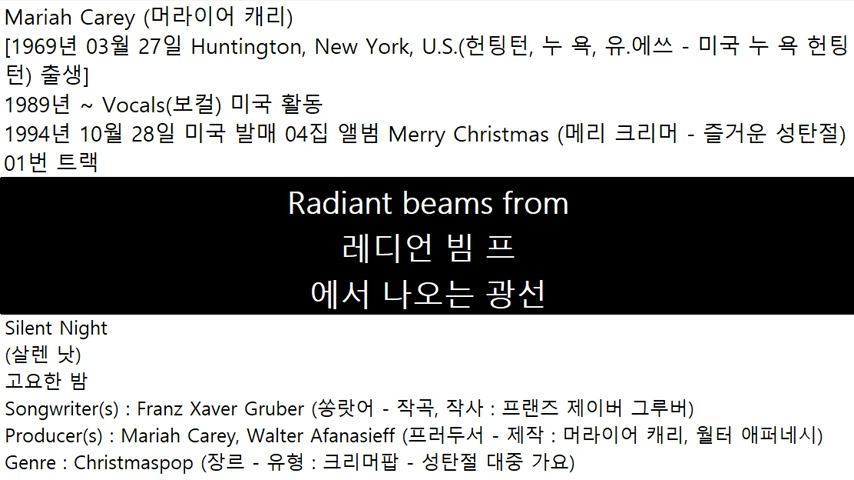 Mariah Carey (머라이어 캐리)
[1969년 03월 27일 Huntington, New York, U.S.(헌팅턴, 누 욕, 유.에쓰 - 미국 누 욕 헌팅
턴) 출생]
1989년 ~ Vocals(보컬) 미국 활동
1994년 10월 28일 미국 발매 04집 앨범 Merry Christmas (메리 크리머 - 즐거운 성탄절)
01번 트랙
Radiant beams from
레디언 빔 프
에서 나오는 광선
Silent Night
(살렌 낫)
고요한 밤
Songwriter(s) : Franz Xaver Gruber (쏭랏어 - 작곡, 작사 : 프랜즈 제이버 그루버)
Producer(s) : Mariah Carey, Walter Afanasieff (프러두서 - 제작 : 머라이어 캐리, 월터 애퍼네시)
Genre : Christmaspop (장르 - 유형 : 크리머팝 - 성탄절 대중 가요)